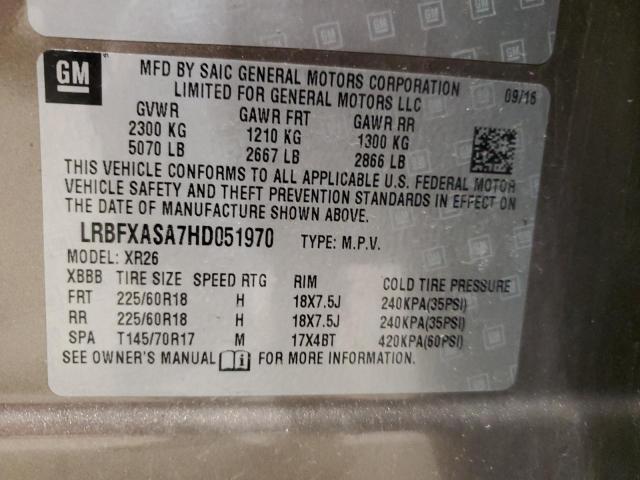 GM
MFD BY SAIC GENERAL MOTORS CORPORATION
LIMITED FOR GENERAL MOTORS LLC
09/16
GVWR GAWR FRT GAWR RR
2300 KG 1210 KG 1300 KG
5070 LB 2667 LB 2866 LB
THIS VEHICLE CONFORMS TO ALL APPLICABLE U.S. FEDERAL MOTOR
VEHICLE SAFETY AND THEFT PREVENTION STANDARDS IN EFFECT ON
THE DATE OF MANUFACTURE SHOWN ABOVE.
LRBFXASA7HD051970 TYPE: M.P.V.
MODEL: XR26
XBBB TIRE SIZE SPEED RTG RIM COLD TIRE PRESSURE
FRT 225/60R18 H 18X7.5J 240KPA(35PSI)
RR 225/60R18 H 18X7.5J 240KPA(35PSI)
SPA T145/70R17 M 17X4BT 420KPA(60PSI)
SEE OWNER'S MANUAL FOR MORE INFORMATION.